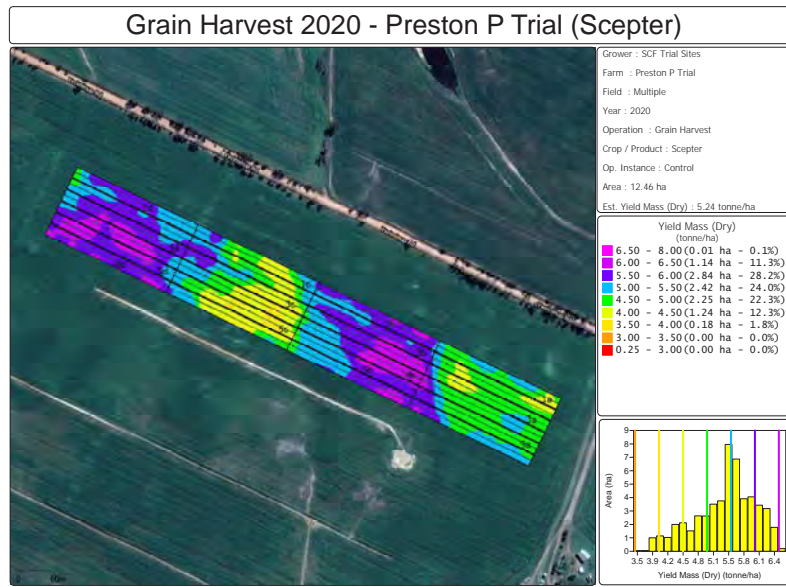 Grain Harvest 2020 - Preston P Trial (Scepter)
Grower : SCF Trial Sites
Farm : Preston P Trial
Field : Multiple
Year : 2020
Operation : Grain Harvest
Crop / Product : Scepter
Op. Instance : Control
Area : 12.46 ha
Est. Yield Mass (Dry) : 5.24 tonne/ha
Yield Mass (Dry)
(tonne/ha)
6.50 - 8.00 (0.01 ha - 0.1%)
6.00 - 6.50 (1.14 ha - 11.3%)
5.50 - 6.00 (2.84 ha - 28.2%)
5.00 - 5.50 (2.42 ha - 24.0%)
4.50 - 5.00 (2.25 ha - 22.3%)
4.00 - 4.50 (1.24 ha - 12.3%)
3.50 - 4.00 (0.18 ha - 1.8%)
3.00 - 3.50 (0.00 ha - 0.0%)
0.25 - 3.00 (0.00 ha - 0.0%)
9
8
7
6
5
4
3
2
1
0
Area (ha)
3.5 3.9 4.2 4.5 4.8 5.1 5.5 5.8 6.1 6.4
Yield Mass (Dry) (tonne/ha)